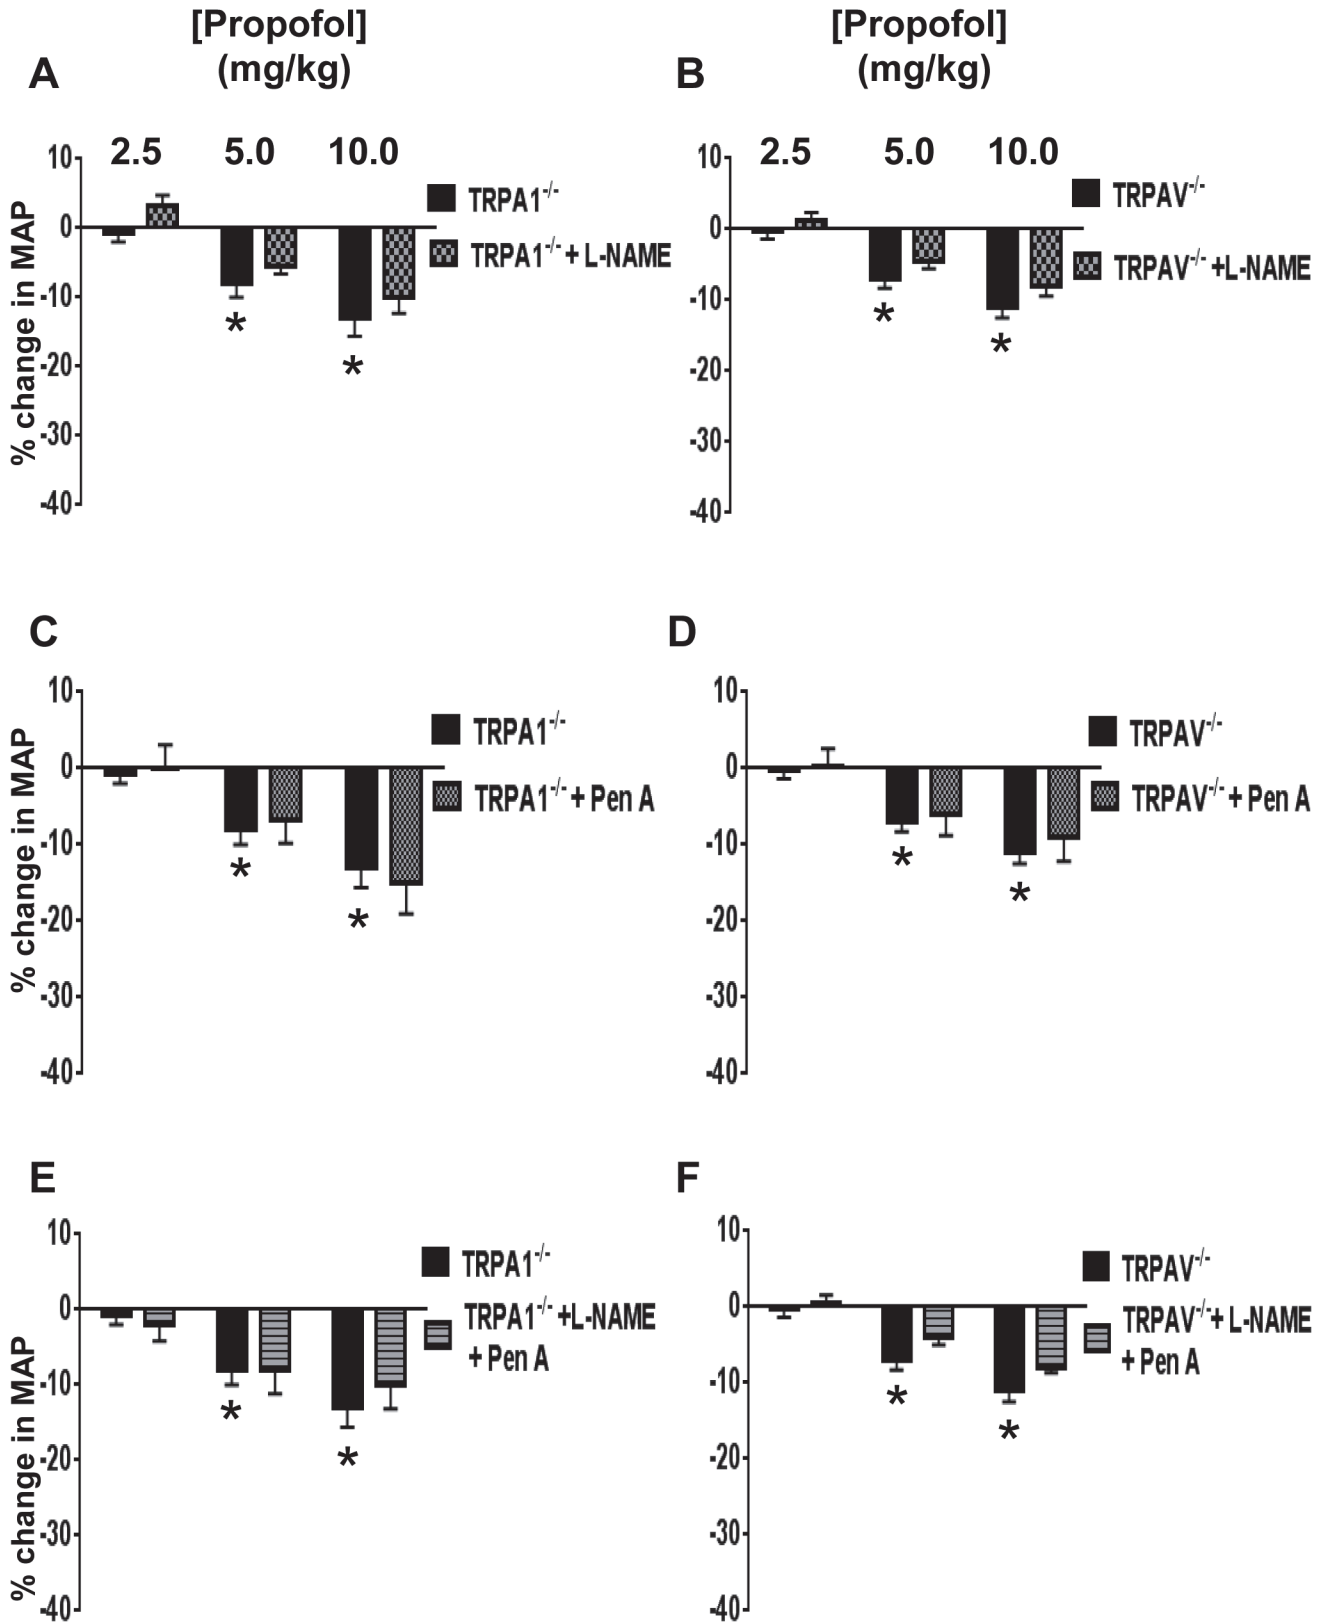 [Propofol]
(mg/kg)
A
2.5 5.0 10.0
10
0
-10
-20
-30
-40
% change in MAP
TRPA1-/-
TRPA1-/- + L-NAME
*
*
[Propofol]
(mg/kg)
B
2.5 5.0 10.0
10
0
-10
-20
-30
-40
TRPAV-/-
TRPAV-/- +L-NAME
*
*
C
10
0
-10
-20
-30
-40
% change in MAP
TRPA1-/-
TRPA1-/- + Pen A
*
*
D
10
0
-10
-20
-30
-40
TRPAV-/-
TRPAV-/- + Pen A
*
*
E
10
0
-10
-20
-30
-40
% change in MAP
TRPA1-/-
TRPA1-/- +L-NAME
+ Pen A
*
*
F
10
0
-10
-20
-30
-40
TRPAV-/-
TRPAV-/-+ L-NAME
+ Pen A
*
*